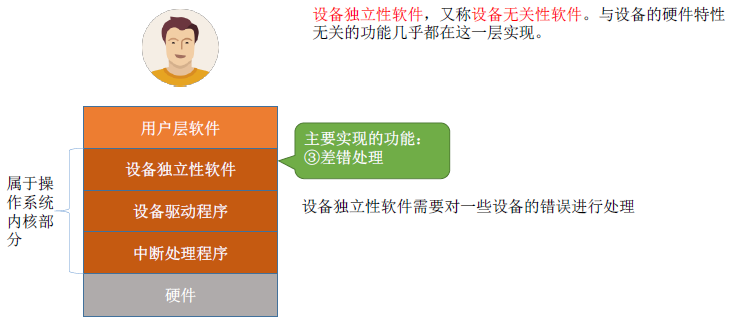 设备独立性软件，又称设备无关性软件。与设备的硬件特性
无关的功能几乎都在这一层实现。
用户层软件
主要实现的功能：
③差错处理
设备独立性软件
属于操
作系统
内核部
分
设备驱动程序
设备独立性软件需要对一些设备的错误进行处理
中断处理程序
硬件